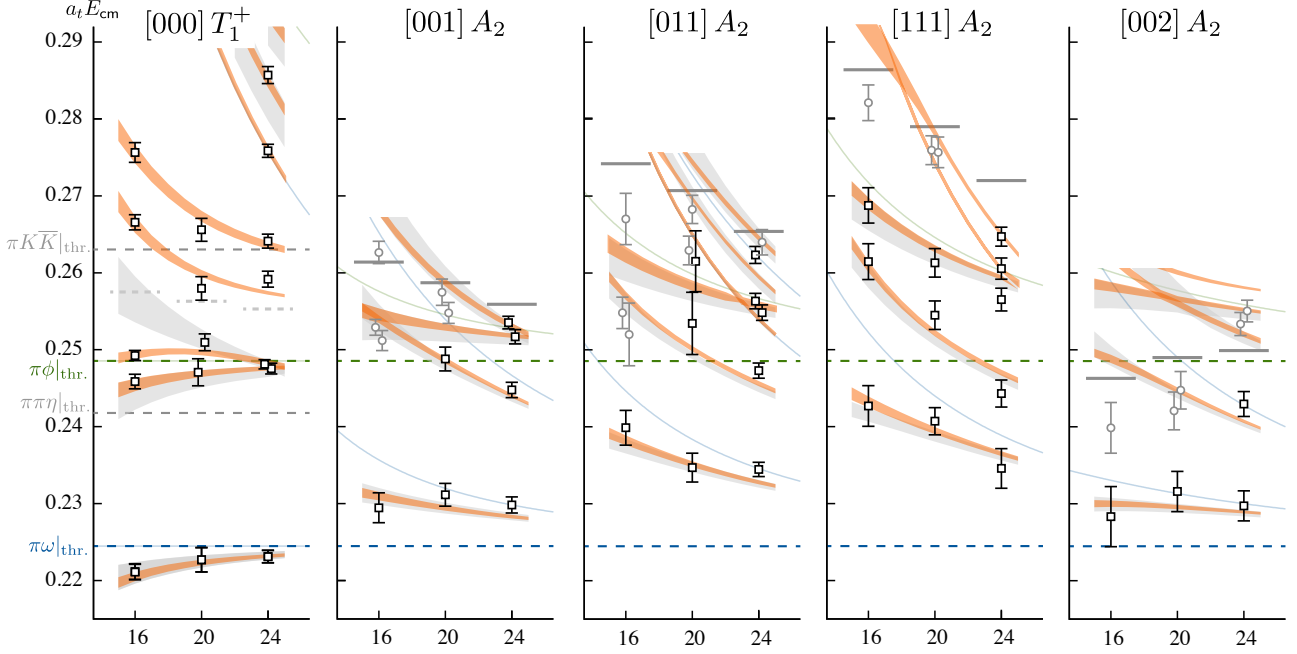 a_t E_cm
[000] T_1^+
[001] A_2
[011] A_2
[111] A_2
[002] A_2
0.29
0.28
0.27
πK\overline{K}|thr.
0.26
0.25
πϕ|thr.
ππη|thr.
0.24
0.23
πω|thr.
0.22
16 20 24 16 20 24 16 20 24 16 20 24 16 20 24